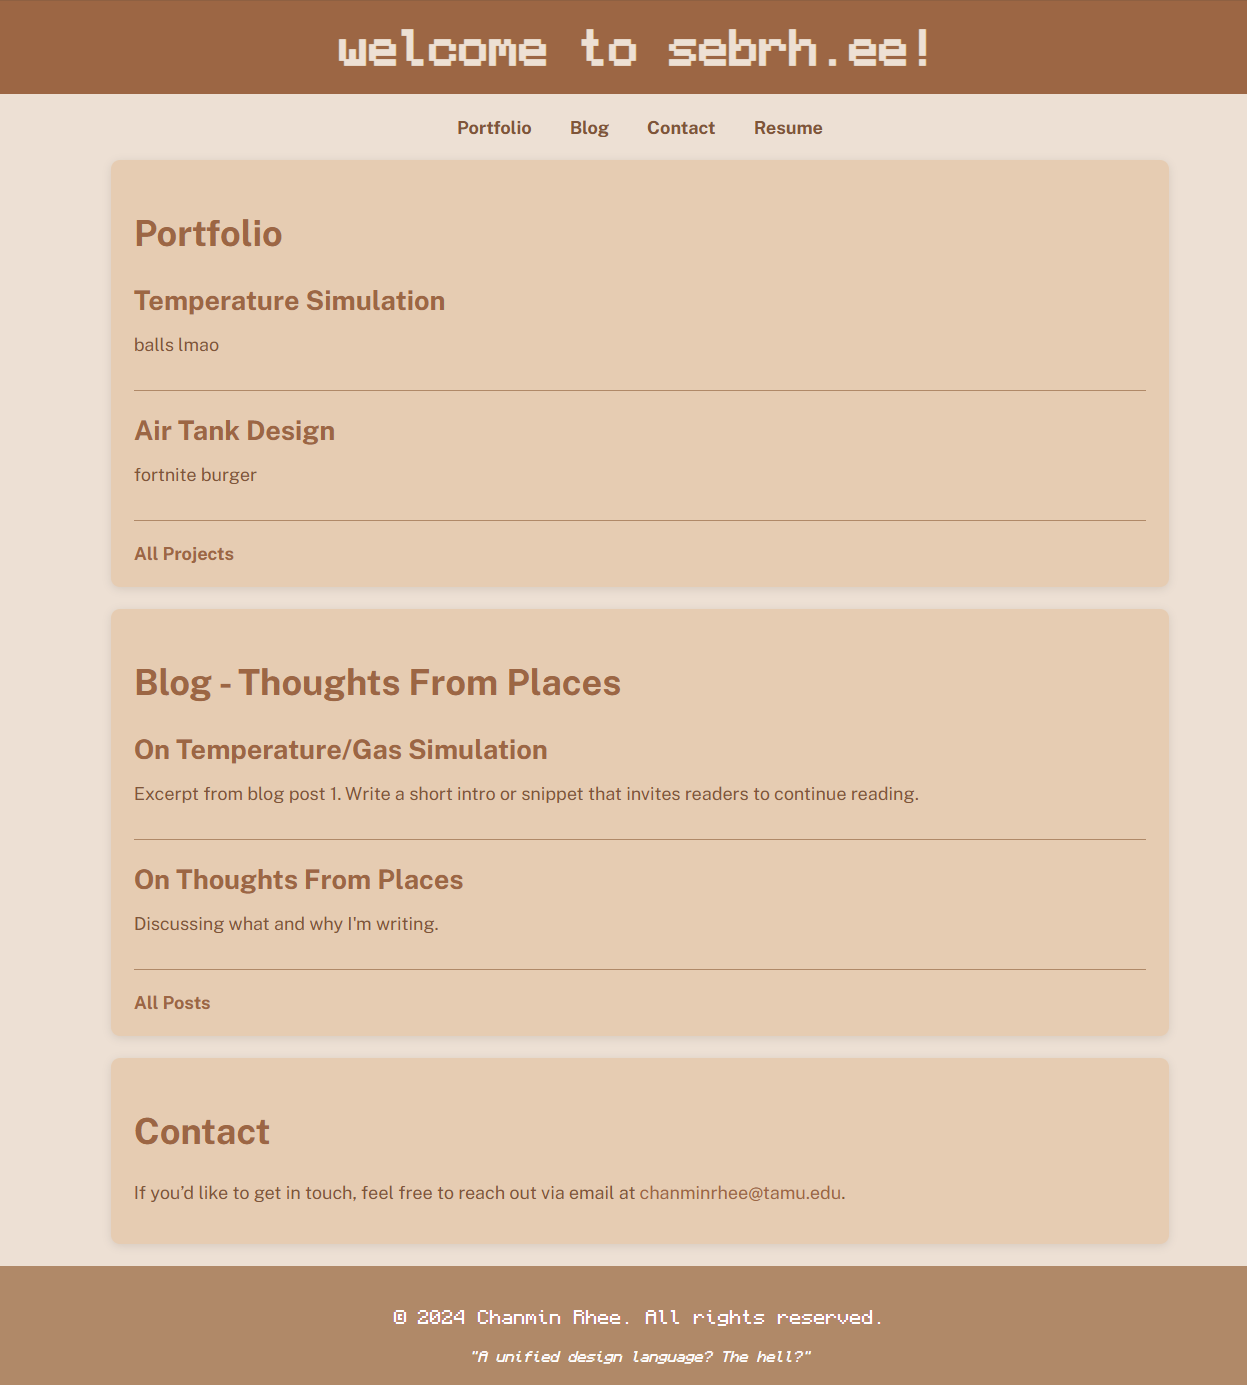 welcome to sebrh.ee!
Portfolio Blog Contact Resume
Portfolio
Temperature Simulation
balls lmao
Air Tank Design
fortnite burger
All Projects
Blog - Thoughts From Places
On Temperature/Gas Simulation
Excerpt from blog post 1. Write a short intro or snippet that invites readers to continue reading.
On Thoughts From Places
Discussing what and why I'm writing.
All Posts
Contact
If you’d like to get in touch, feel free to reach out via email at chanminrhee@tamu.edu.
© 2024 Chanmin Rhee. All rights reserved.
"A unified design language? The hell?"